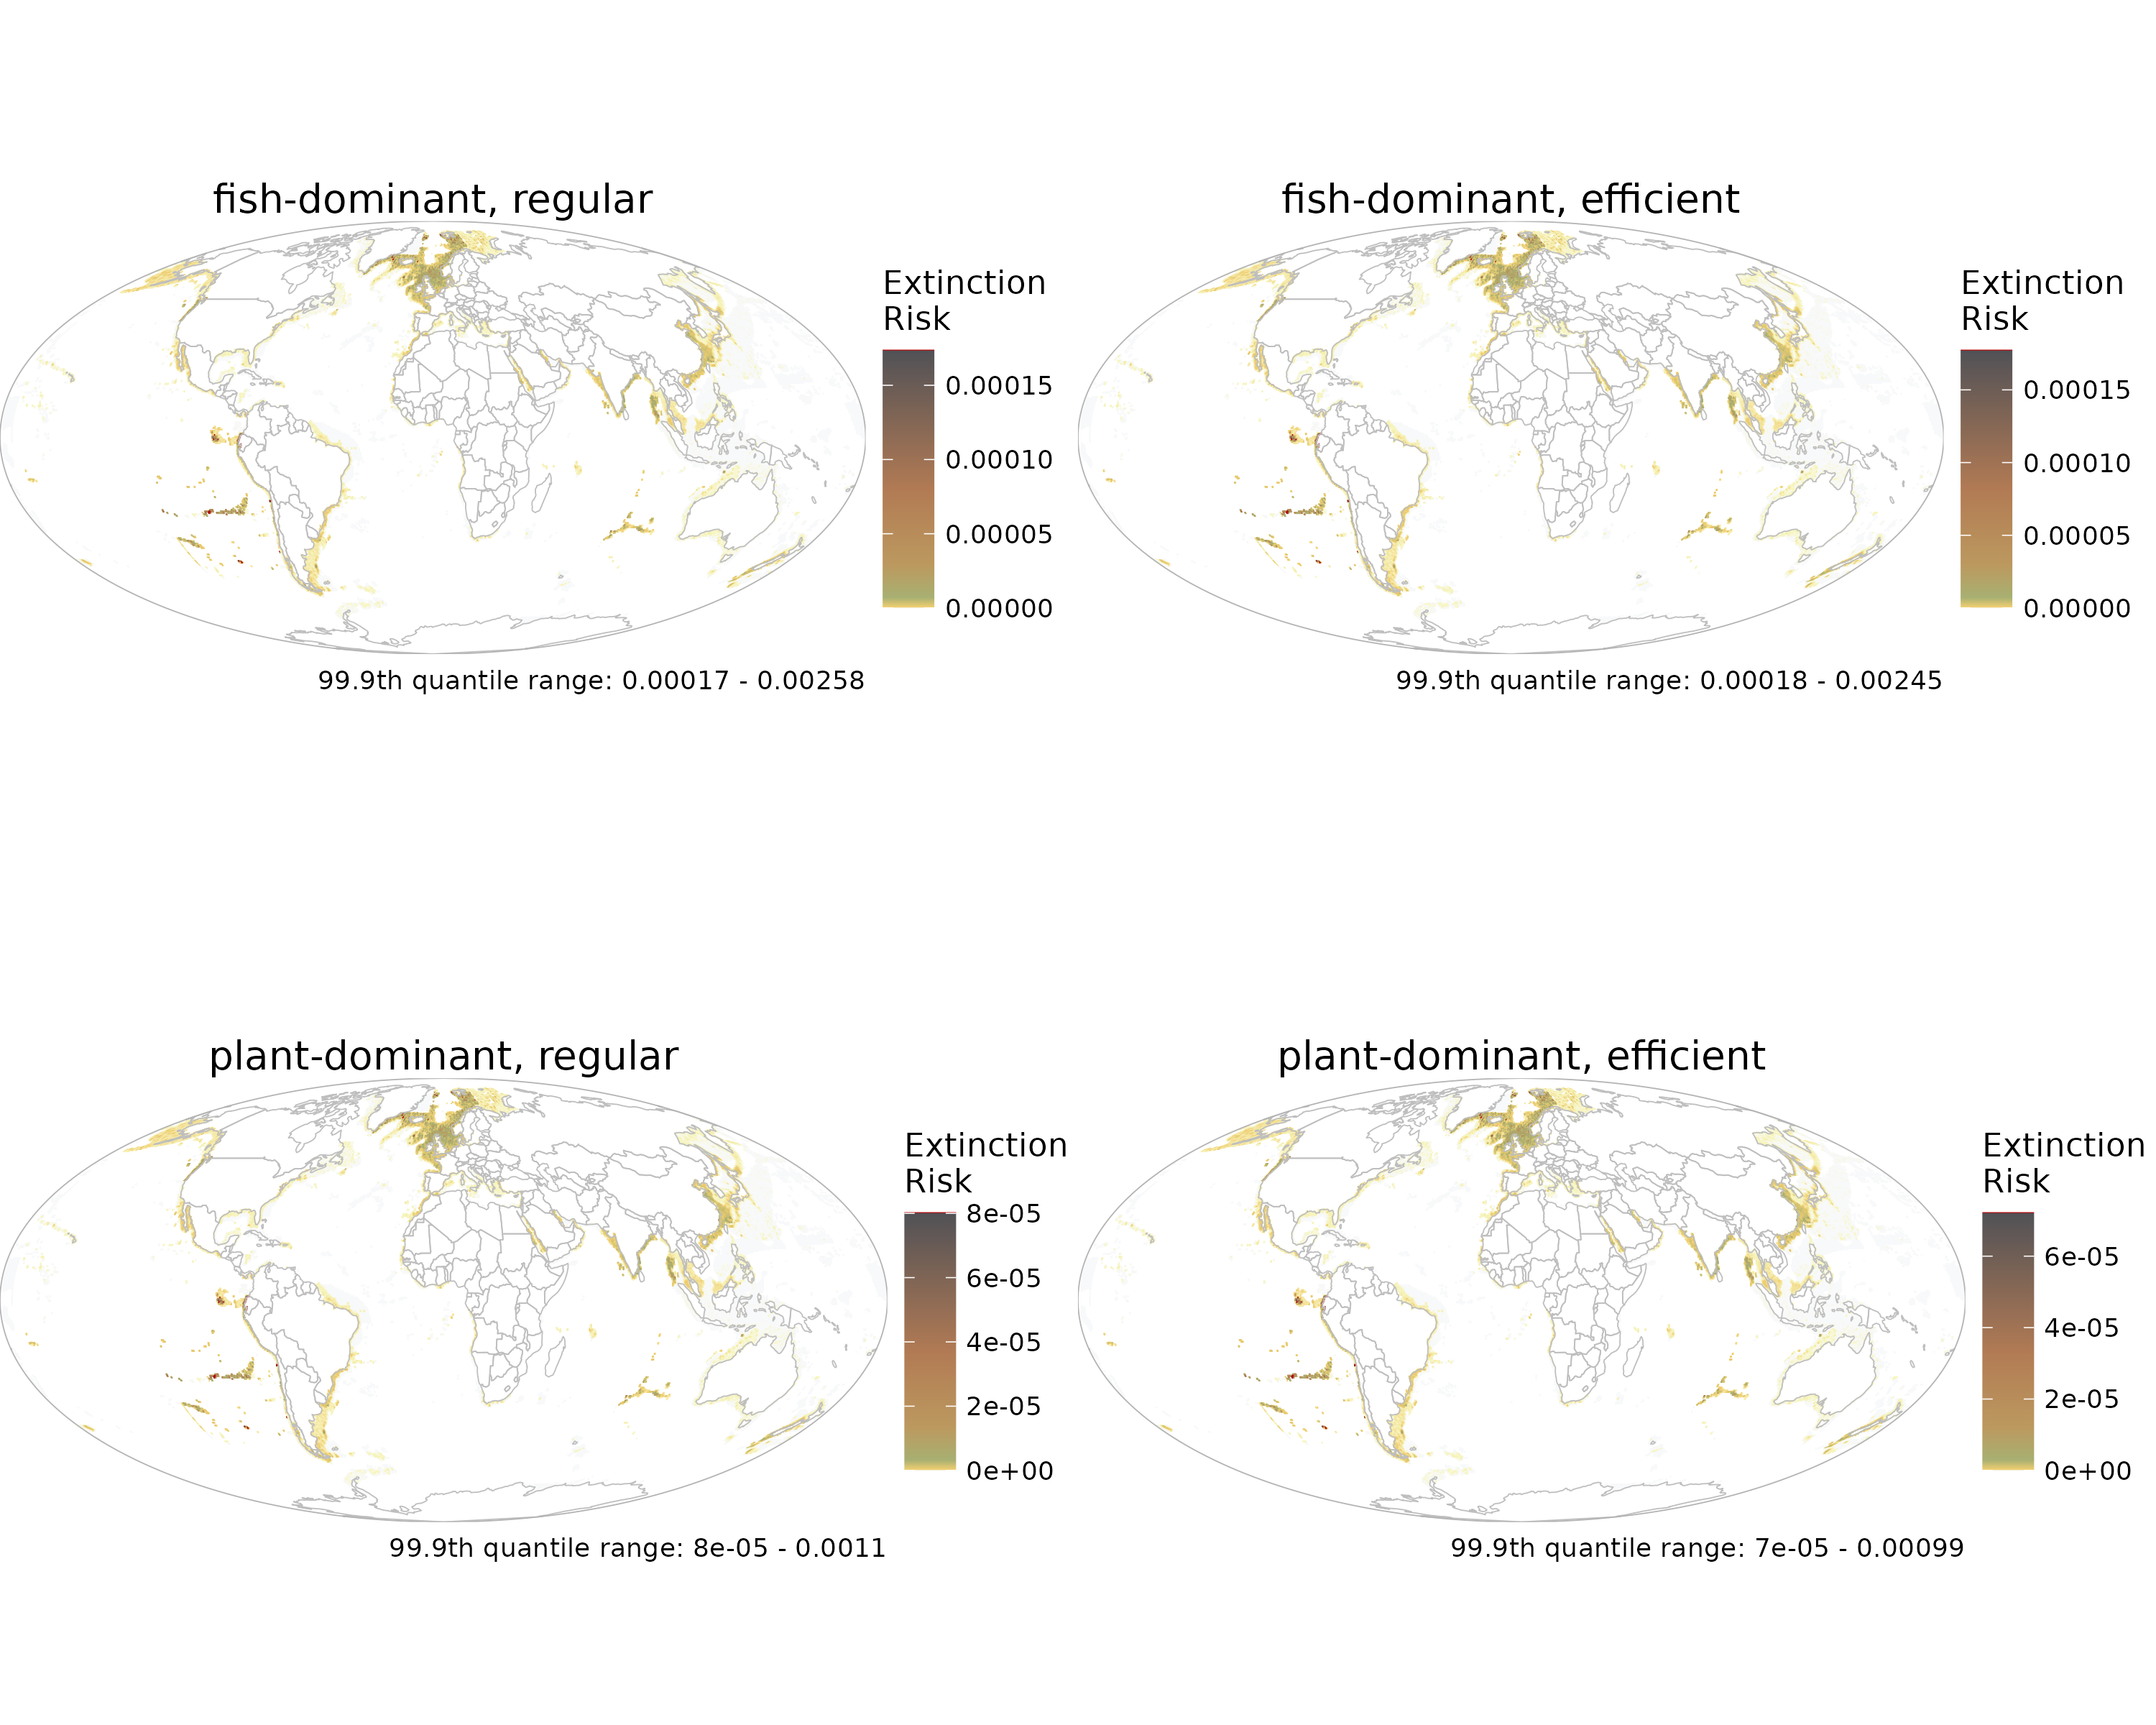 fish-dominant, regular
Extinction
Risk
0.00015
0.00010
0.00005
0.00000
99.9th quantile range: 0.00017 - 0.00258
fish-dominant, efficient
Extinction
Risk
0.00015
0.00010
0.00005
0.00000
99.9th quantile range: 0.00018 - 0.00245
plant-dominant, regular
Extinction
Risk
8e-05
6e-05
4e-05
2e-05
0e+00
99.9th quantile range: 8e-05 - 0.0011
plant-dominant, efficient
Extinction
Risk
6e-05
4e-05
2e-05
0e+00
99.9th quantile range: 7e-05 - 0.00099